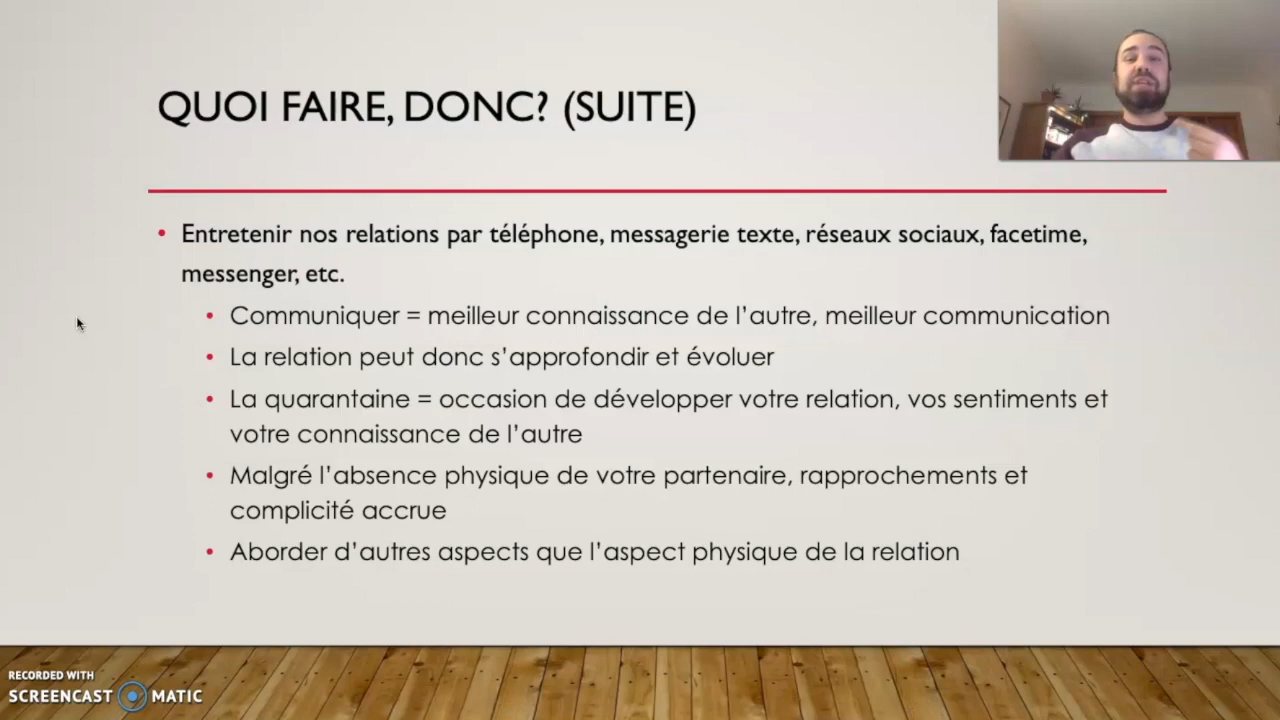 QUOI FAIRE, DONC? (SUITE)
• Entretenir nos relations par téléphone, messagerie texte, réseaux sociaux, facetime,
messenger, etc.
• Communiquer = meilleur connaissance de l’autre, meilleur communication
• La relation peut donc s’approfondir et évoluer
• La quarantaine = occasion de développer votre relation, vos sentiments et
votre connaissance de l’autre
• Malgré l’absence physique de votre partenaire, rapprochements et
complicité accrue
• Aborder d’autres aspects que l’aspect physique de la relation
RECORDED WITH
SCREENCAST MATIC